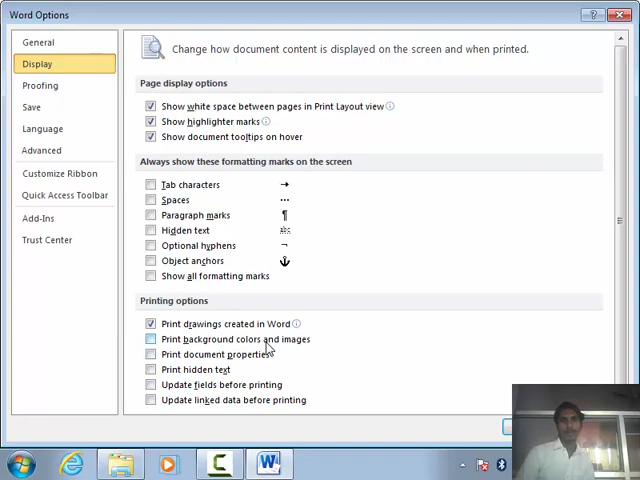 Word Options
General
Display
Proofing
Save
Language
Advanced
Customize Ribbon
Quick Access Toolbar
Add-Ins
Trust Center
Change how document content is displayed on the screen and when printed.
Page display options
Show white space between pages in Print Layout view
Show highlighter marks
Show document tooltips on hover
Always show these formatting marks on the screen
Tab characters
Spaces
Paragraph marks ¶
Hidden text abc
Optional hyphens ¬
Object anchors
Show all formatting marks
Printing options
Print drawings created in Word
Print background colors and images
Print document properties
Print hidden text
Update fields before printing
Update linked data before printing